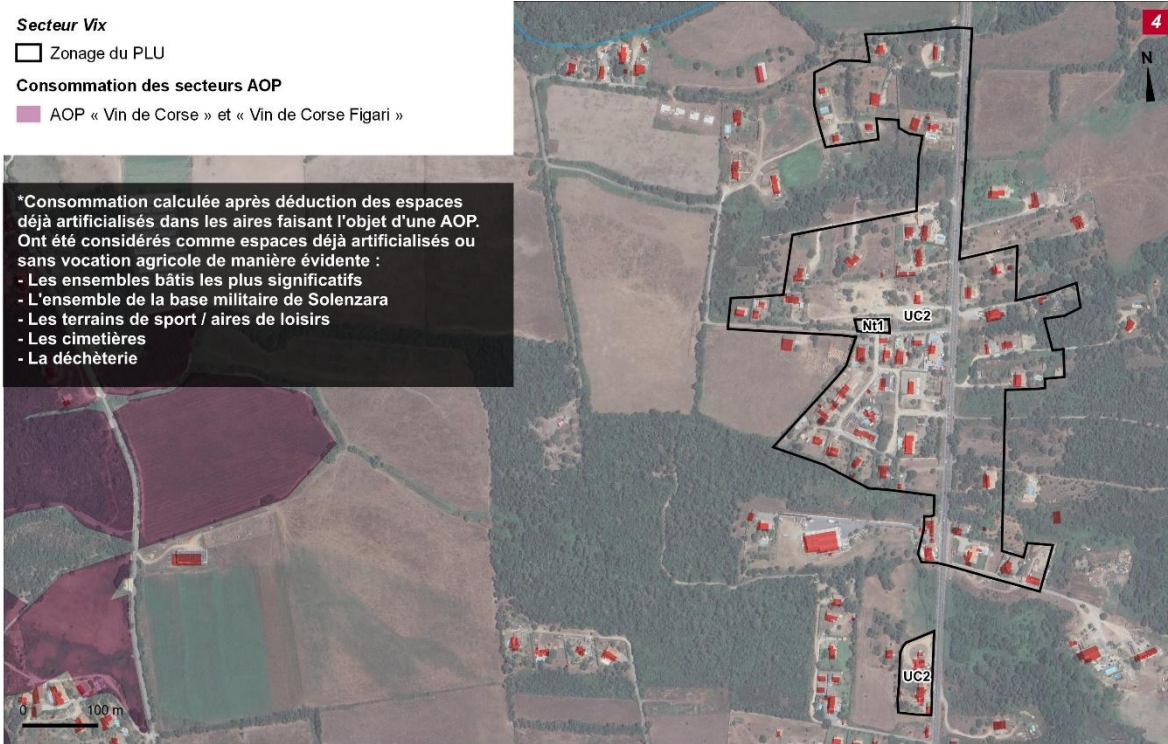 Secteur Vix
Zonage du PLU
Consommation des secteurs AOP
AOP « Vin de Corse » et « Vin de Corse Figari »
4
N
*Consommation calculée après déduction des espaces
déjà artificialisés dans les aires faisant l'objet d'une AOP.
Ont été considérés comme espaces déjà artificialisés ou
sans vocation agricole de manière évidente :
- Les ensembles bâtis les plus significatifs
- L'ensemble de la base militaire de Solenzara
- Les terrains de sport / aires de loisirs
- Les cimetières
- La déchèterie
UC2
Nt1
UC2
0 100 m